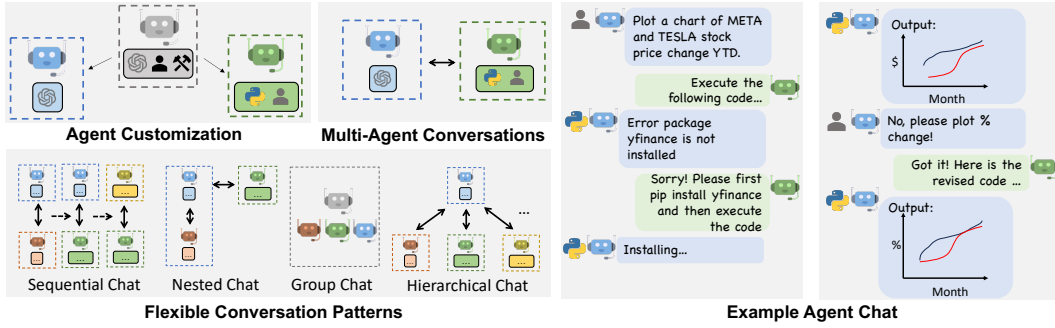 Agent Customization
Multi-Agent Conversations
...
...
...
...
...
...
...
...
...
...
...
...
...
...
Sequential Chat
Nested Chat
Group Chat
Hierarchical Chat
Flexible Conversation Patterns
Plot a chart of META
and TESLA stock
price change YTD.
Execute the
following code...
Error package
yfinance is not
installed
Sorry! Please first
pip install yfinance
and then execute
the code
Installing...
Output:
$
Month
No, please plot %
change!
Got it! Here is the
revised code ...
Output:
%
Month
Example Agent Chat